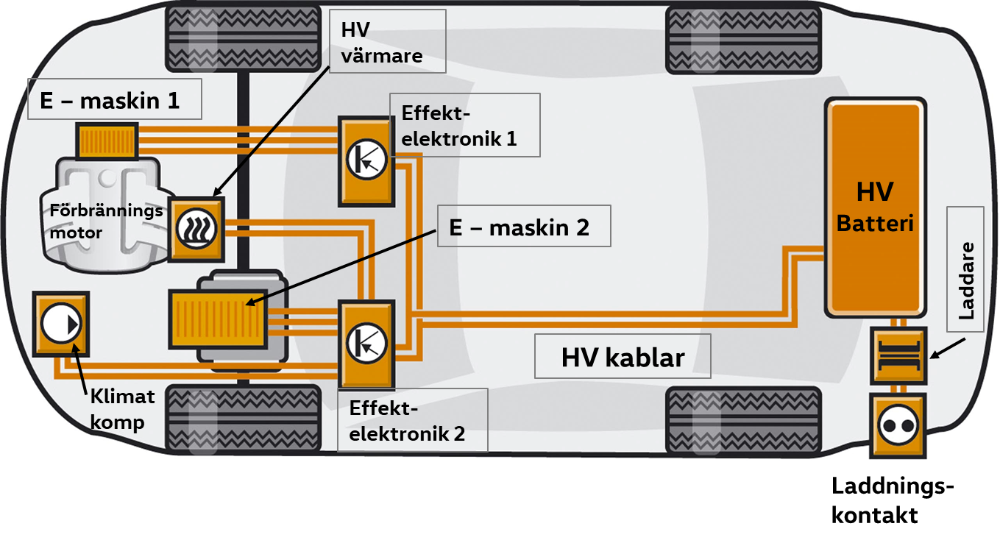 HV
värmare
E – maskin 1
Effekt-
elektronik 1
Förbrännings
motor
E – maskin 2
HV
Batteri
Laddare
HV kablar
Klimat
komp
Effekt-
elektronik 2
Laddnings-
kontakt